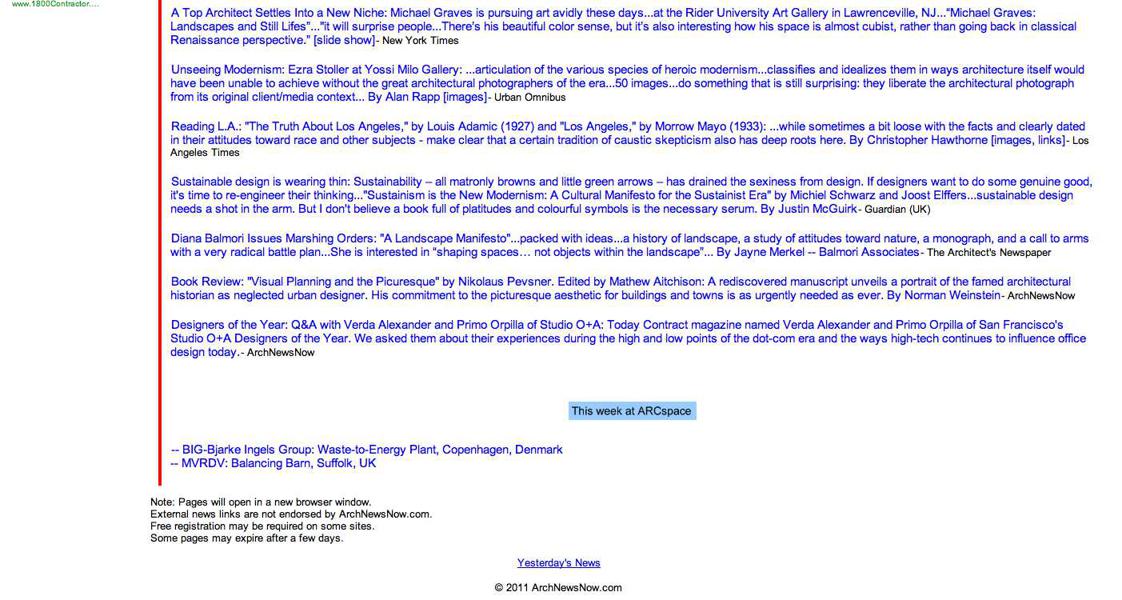 www.1800Contractor....
A Top Architect Settles Into a New Niche: Michael Graves is pursuing art avidly these days...at the Rider University Art Gallery in Lawrenceville, NJ...“Michael Graves:
Landscapes and Still Lifes”...“it will surprise people...There’s his beautiful color sense, but it’s also interesting how his space is almost cubist, rather than going back in classical
Renaissance perspective.” [slide show]- New York Times
Unseeing Modernism: Ezra Stoller at Yossi Milo Gallery: ...articulation of the various species of heroic modernism...classifies and idealizes them in ways architecture itself would
have been unable to achieve without the great architectural photographers of the era...50 images...do something that is still surprising: they liberate the architectural photograph
from its original client/media context... By Alan Rapp [images]- Urban Omnibus
Reading L.A.: "The Truth About Los Angeles," by Louis Adamic (1927) and "Los Angeles," by Morrow Mayo (1933): ...while sometimes a bit loose with the facts and clearly dated
in their attitudes toward race and other subjects - make clear that a certain tradition of caustic skepticism also has deep roots here. By Christopher Hawthorne [images, links]- Los
Angeles Times
Sustainable design is wearing thin: Sustainability – all matronly browns and little green arrows – has drained the sexiness from design. If designers want to do some genuine good,
it's time to re-engineer their thinking..."Sustainism is the New Modernism: A Cultural Manifesto for the Sustainist Era" by Michiel Schwarz and Joost Elffers...sustainable design
needs a shot in the arm. But I don't believe a book full of platitudes and colourful symbols is the necessary serum. By Justin McGuirk- Guardian (UK)
Diana Balmori Issues Marshing Orders: "A Landscape Manifesto"...packed with ideas...a history of landscape, a study of attitudes toward nature, a monograph, and a call to arms
with a very radical battle plan...She is interested in “shaping spaces… not objects within the landscape”... By Jayne Merkel -- Balmori Associates- The Architect's Newspaper
Book Review: "Visual Planning and the Picuresque" by Nikolaus Pevsner. Edited by Mathew Aitchison: A rediscovered manuscript unveils a portrait of the famed architectural
historian as neglected urban designer. His commitment to the picturesque aesthetic for buildings and towns is as urgently needed as ever. By Norman Weinstein- ArchNewsNow
Designers of the Year: Q&A with Verda Alexander and Primo Orpilla of Studio O+A: Today Contract magazine named Verda Alexander and Primo Orpilla of San Francisco's
Studio O+A Designers of the Year. We asked them about their experiences during the high and low points of the dot-com era and the ways high-tech continues to influence office
design today.- ArchNewsNow
This week at ARCspace
-- BIG-Bjarke Ingels Group: Waste-to-Energy Plant, Copenhagen, Denmark
-- MVRDV: Balancing Barn, Suffolk, UK
Note: Pages will open in a new browser window.
External news links are not endorsed by ArchNewsNow.com.
Free registration may be required on some sites.
Some pages may expire after a few days.
Yesterday's News
© 2011 ArchNewsNow.com